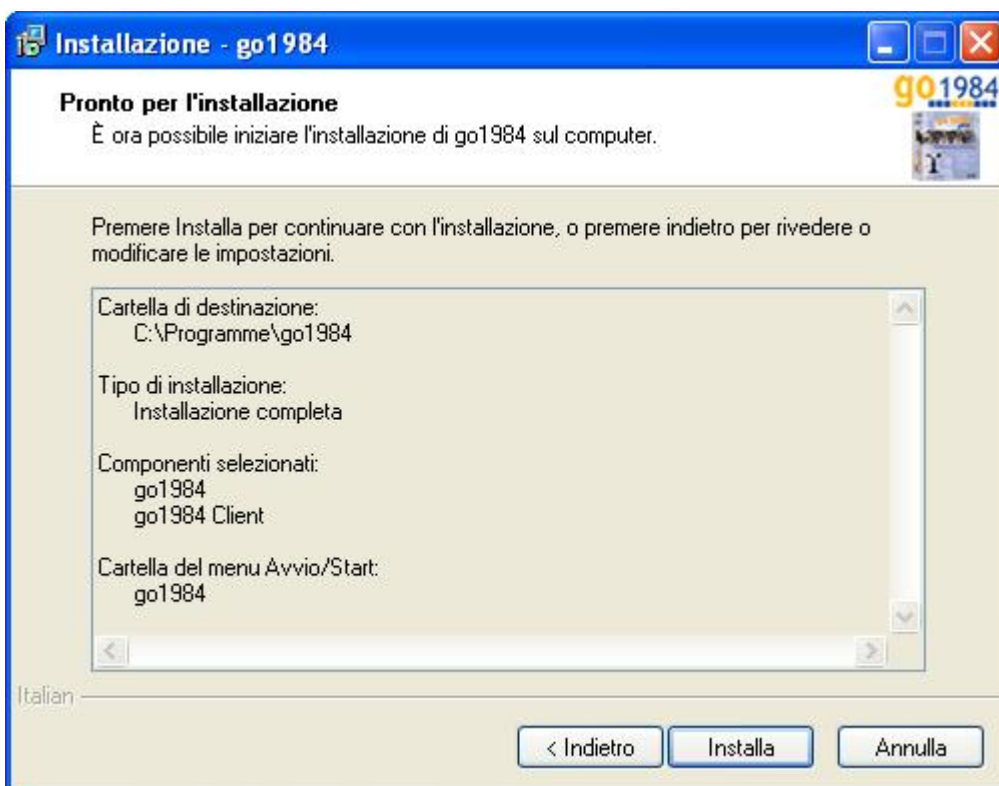 Installazione - go1984
Pronto per l'installazione
È ora possibile iniziare l'installazione di go1984 sul computer.
go1984
Premere Installa per continuare con l'installazione, o premere indietro per rivedere o
modificare le impostazioni.
Cartella di destinazione:
C:\Programme\go1984
Tipo di installazione:
Installazione completa
Componenti selezionati:
go1984
go1984 Client
Cartella del menu Avvio/Start:
go1984
Italian
< Indietro
Installa
Annulla